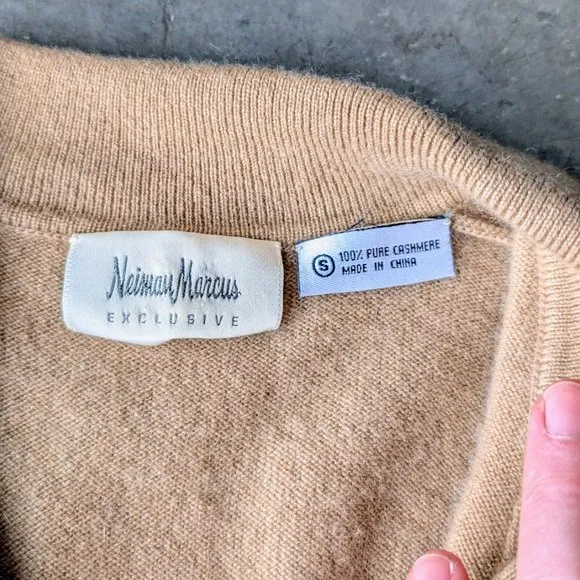 Neiman Marcus
EXCLUSIVE
S
100% PURE CASHMERE
MADE IN CHINA